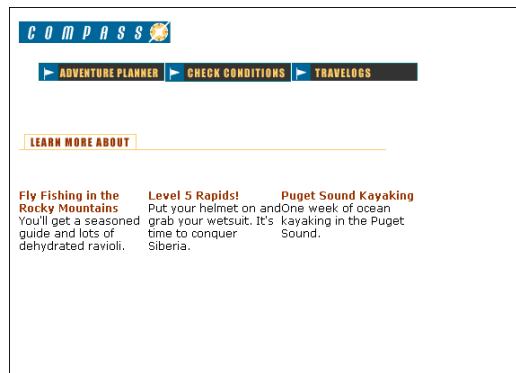 COMPASS
ADVENTURE PLANNER CHECK CONDITIONS TRAVELOGS
LEARN MORE ABOUT
Fly Fishing in the
Rocky Mountains
You'll get a seasoned
guide and lots of
dehydrated ravioli.
Level 5 Rapids!
Put your helmet on and
grab your wetsuit. It's
time to conquer
Siberia.
Puget Sound Kayaking
One week of ocean
kayaking in the Puget
Sound.